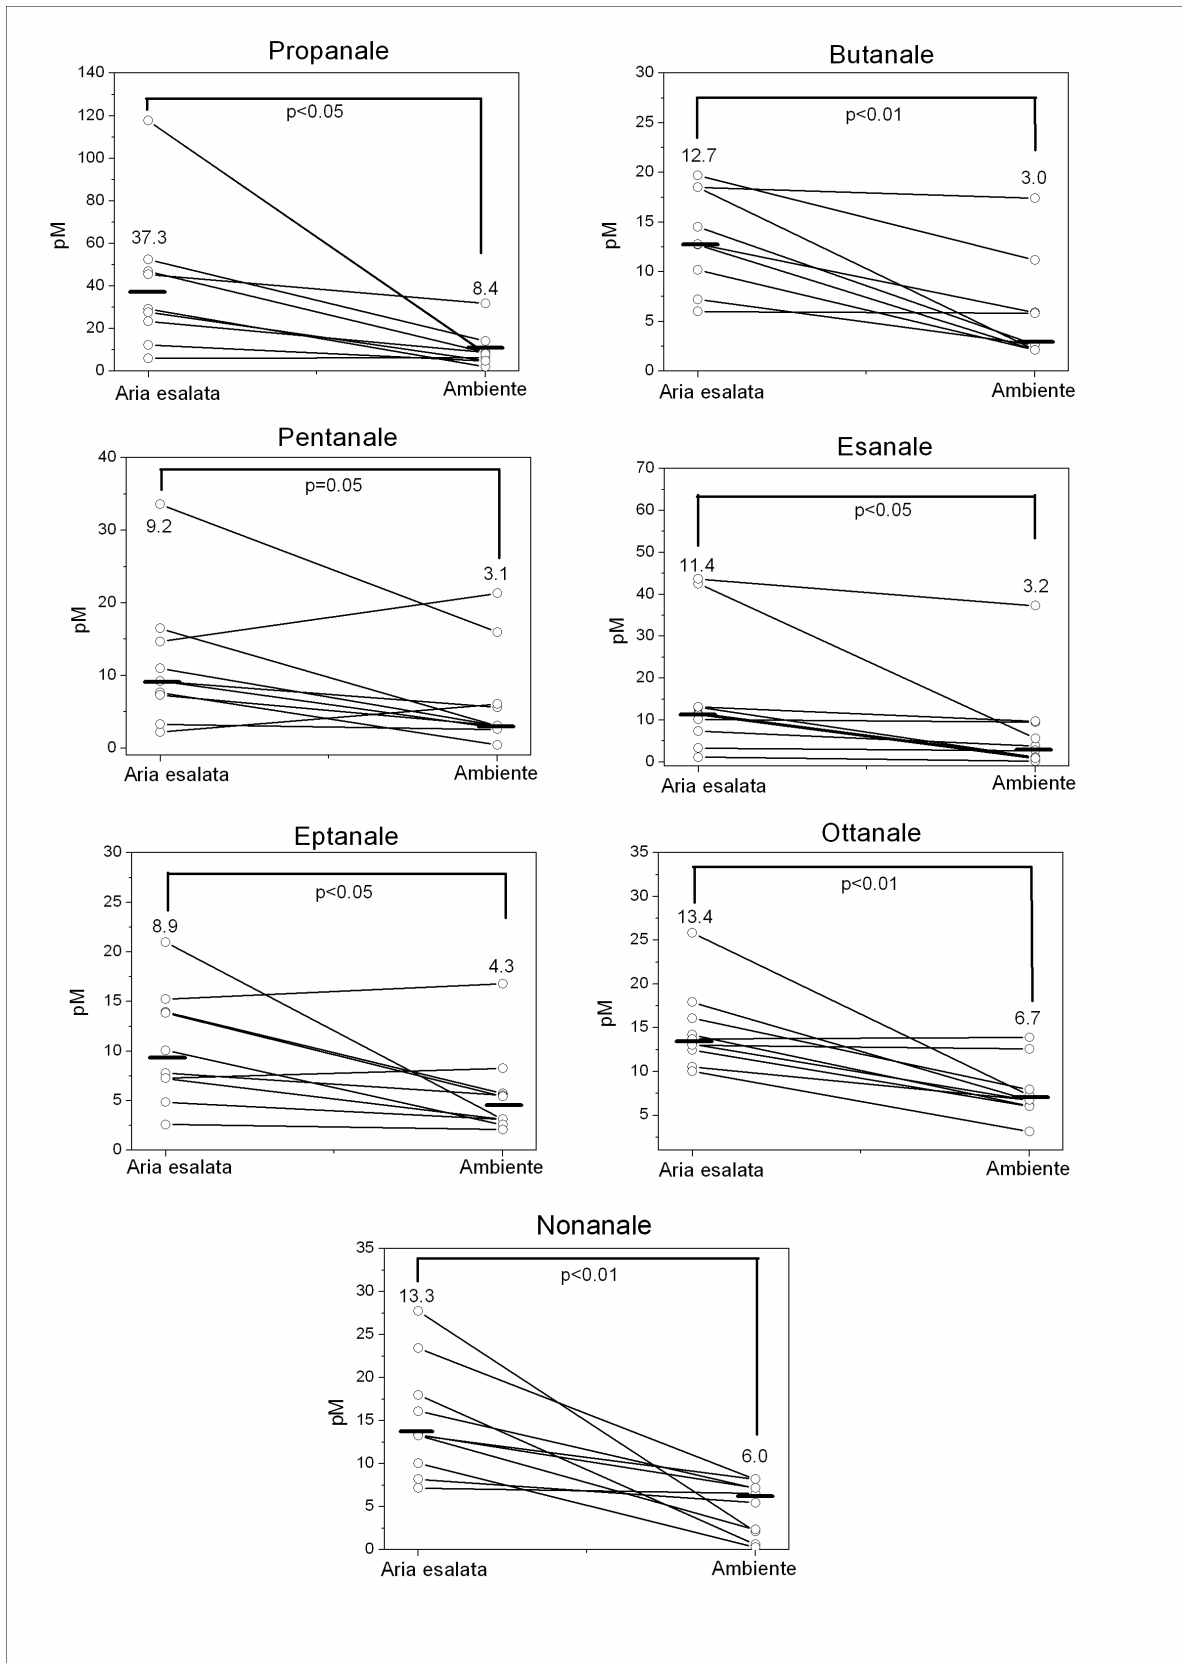 Propanale
140
120
100
80
60
40
20
0
pM
p<0.05
37.3
8.4
Aria esalata
Ambiente
Butanale
30
25
20
15
10
5
0
pM
p<0.01
12.7
3.0
Aria esalata
Ambiente
Pentanale
40
30
20
10
0
pM
p=0.05
9.2
3.1
Aria esalata
Ambiente
Esanale
70
60
50
40
30
20
10
0
pM
p<0.05
11.4
3.2
Aria esalata
Ambiente
Eptanale
30
25
20
15
10
5
0
pM
p<0.05
8.9
4.3
Aria esalata
Ambiente
Ottanale
35
30
25
20
15
10
5
pM
p<0.01
13.4
6.7
Aria esalata
Ambiente
Nonanale
35
30
25
20
15
10
5
0
pM
p<0.01
13.3
6.0
Aria esalata
Ambiente